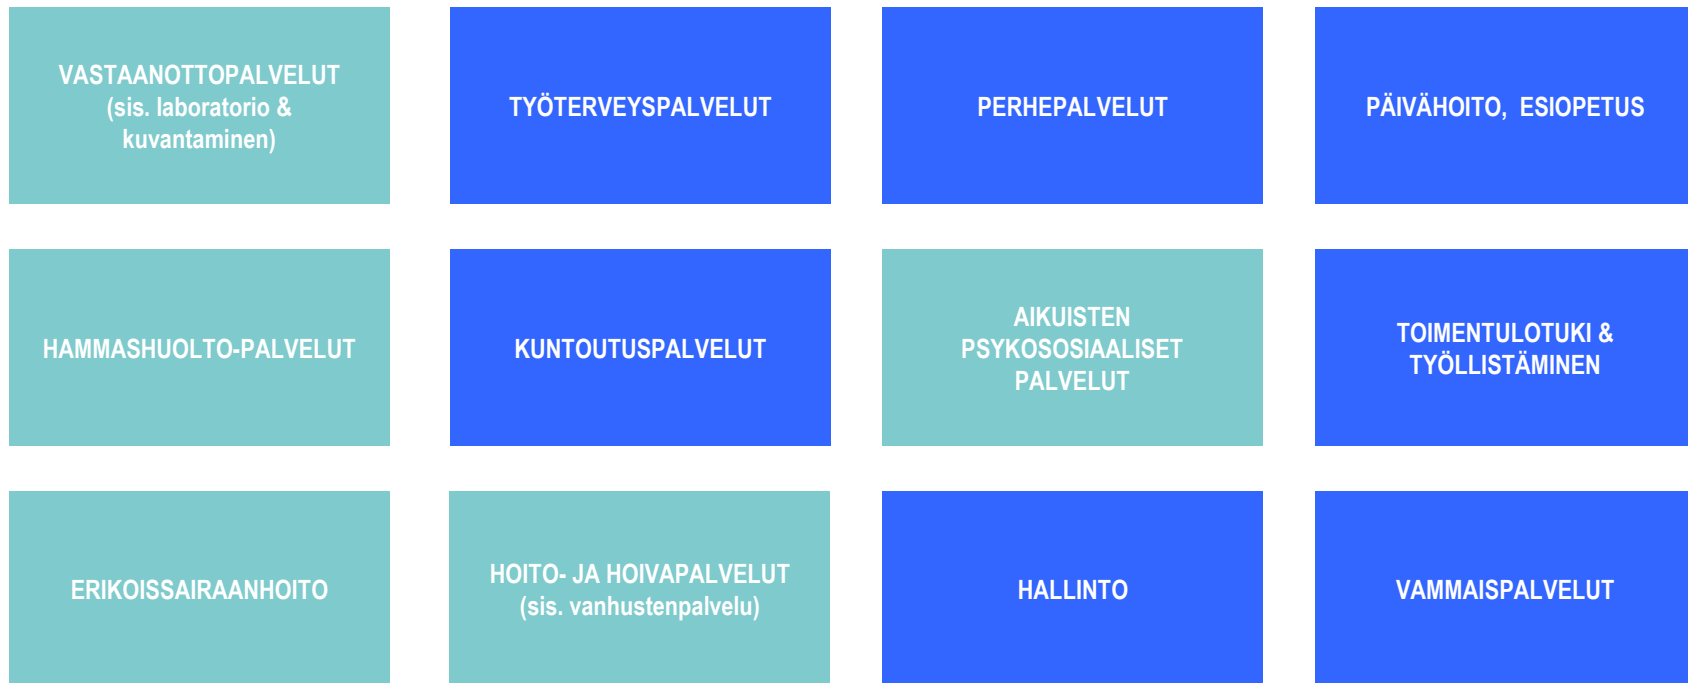 VASTAANOTTOPALVELUT
(sis. laboratorio &
kuvantaminen)
TYÖTERVEYSPALVELUT
PERHEPALVELUT
PÄIVÄHOITO, ESIOPETUS
HAMMASHUOLTO-PALVELUT
KUNTOUTUSPALVELUT
AIKUISTEN
PSYKOSOSIAALISET
PALVELUT
TOIMENTULOTUKI &
TYÖLLISTÄMINEN
ERIKOISSAIRAANHOITO
HOITO- JA HOIVAPALVELUT
(sis. vanhustenpalvelu)
HALLINTO
VAMMAISPALVELUT